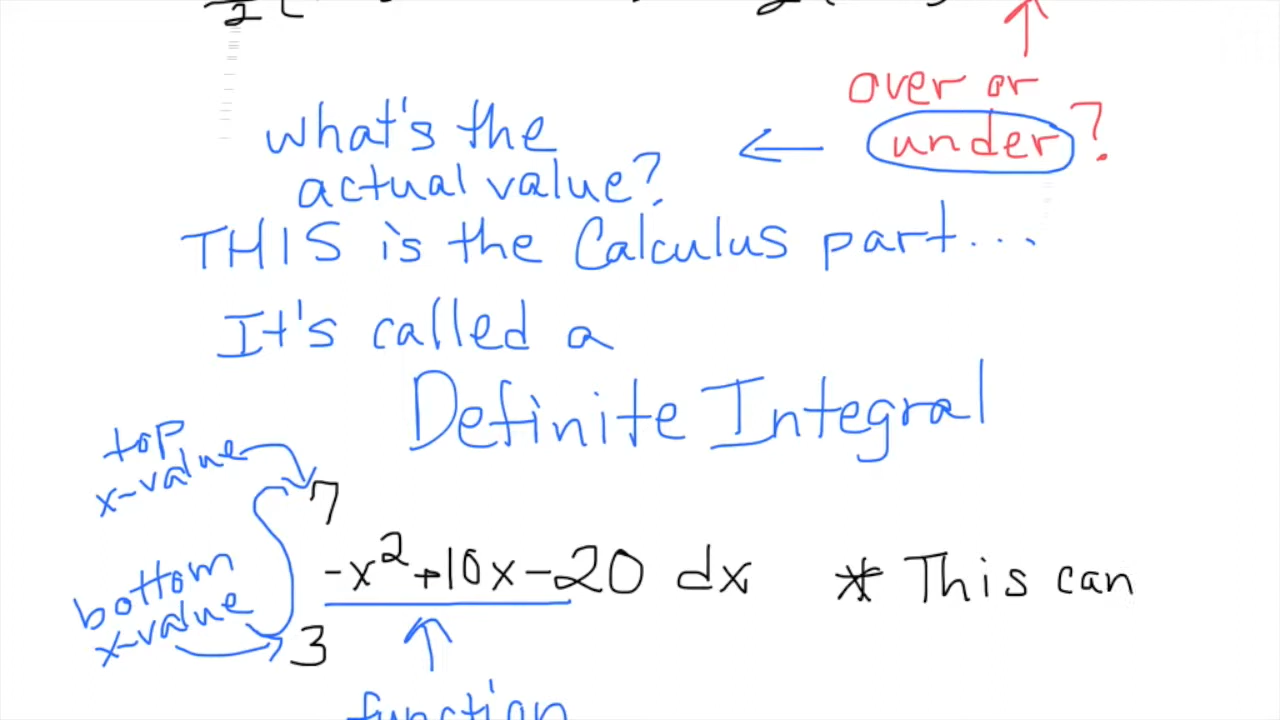 over or
under?
what's the
actual value?
THIS is the Calculus part...
It's called a
Definite Integral
top
x-value
7
∫ -x²+10x-20 dx
* This can
bottom
x-value
3
function